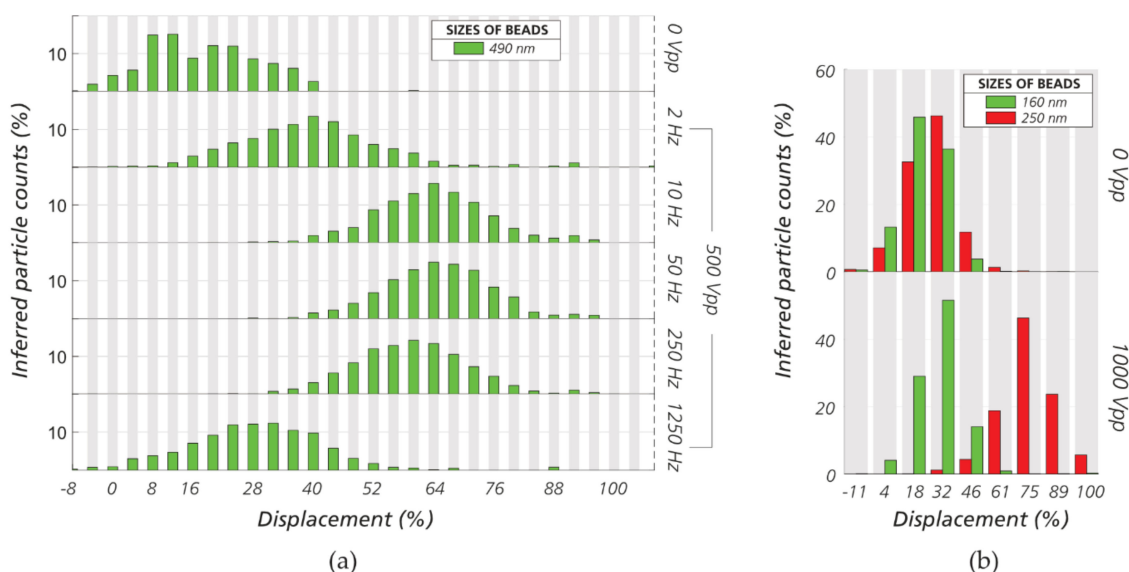 SIZES OF BEADS
490 nm
Inferred particle counts (%)
10
0 Vpp
10
2 Hz
10
10 Hz
10
50 Hz
10
250 Hz
10
1250 Hz
500 Vpp
-8 0 8 16 28 40 52 64 76 88 100
Displacement (%)
(a)
SIZES OF BEADS
160 nm
250 nm
Inferred particle counts (%)
60
40
20
0
0 Vpp
40
20
0
1000 Vpp
-11 4 18 32 46 61 75 89 100
Displacement (%)
(b)